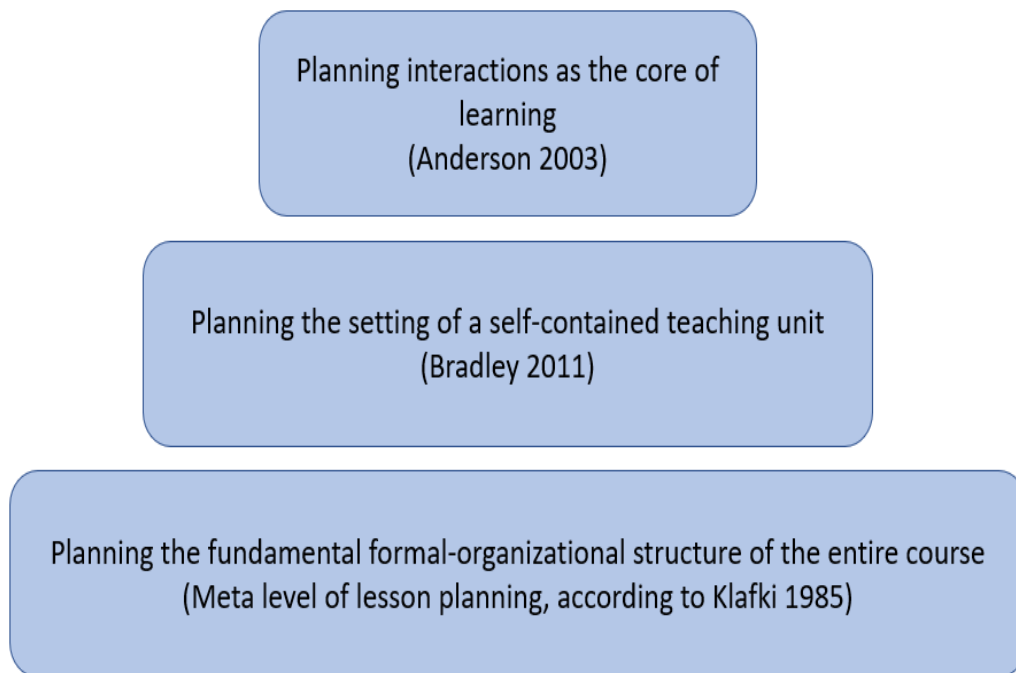 Planning interactions as the core of
learning
(Anderson 2003)
Planning the setting of a self-contained teaching unit
(Bradley 2011)
Planning the fundamental formal-organizational structure of the entire course
(Meta level of lesson planning, according to Klafki 1985)